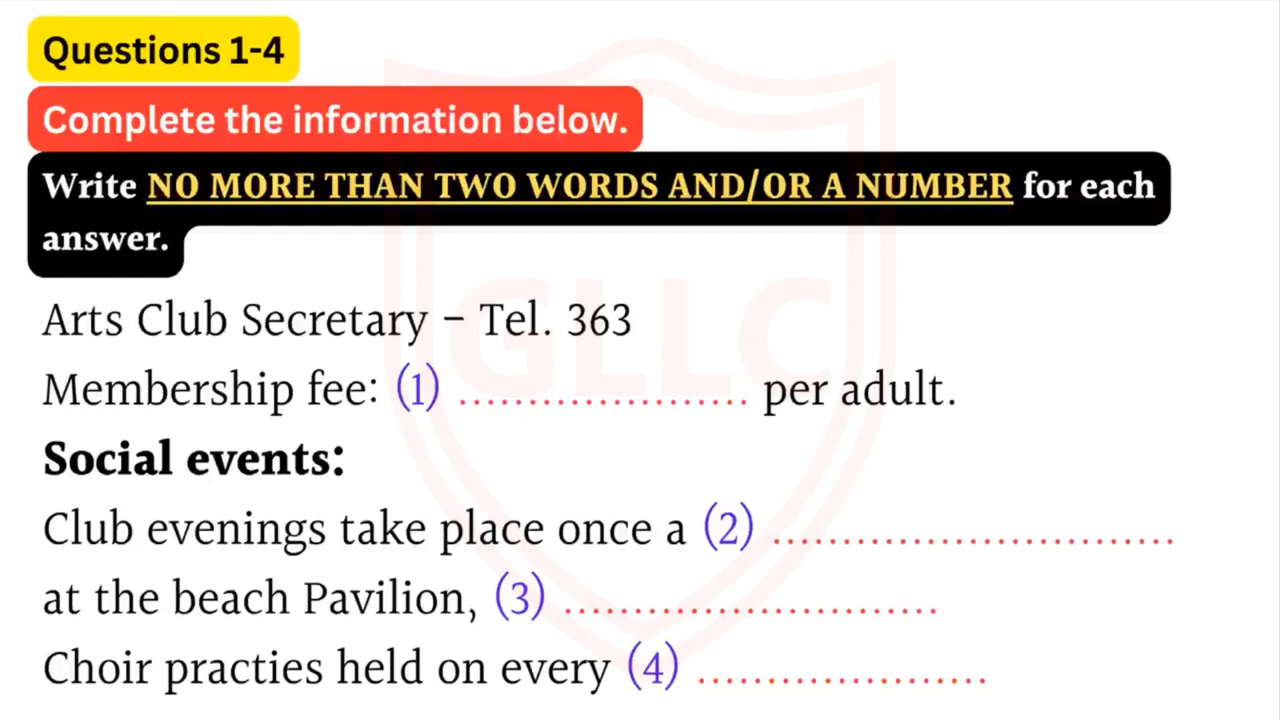 Questions 1-4
Complete the information below.
Write NO MORE THAN TWO WORDS AND/OR A NUMBER for each
answer.
GLLC
Arts Club Secretary – Tel. 363
Membership fee: (1) ..................... per adult.
Social events:
Club evenings take place once a (2) .............................
at the beach Pavilion, (3) ...........................
Choir practies held on every (4) .....................